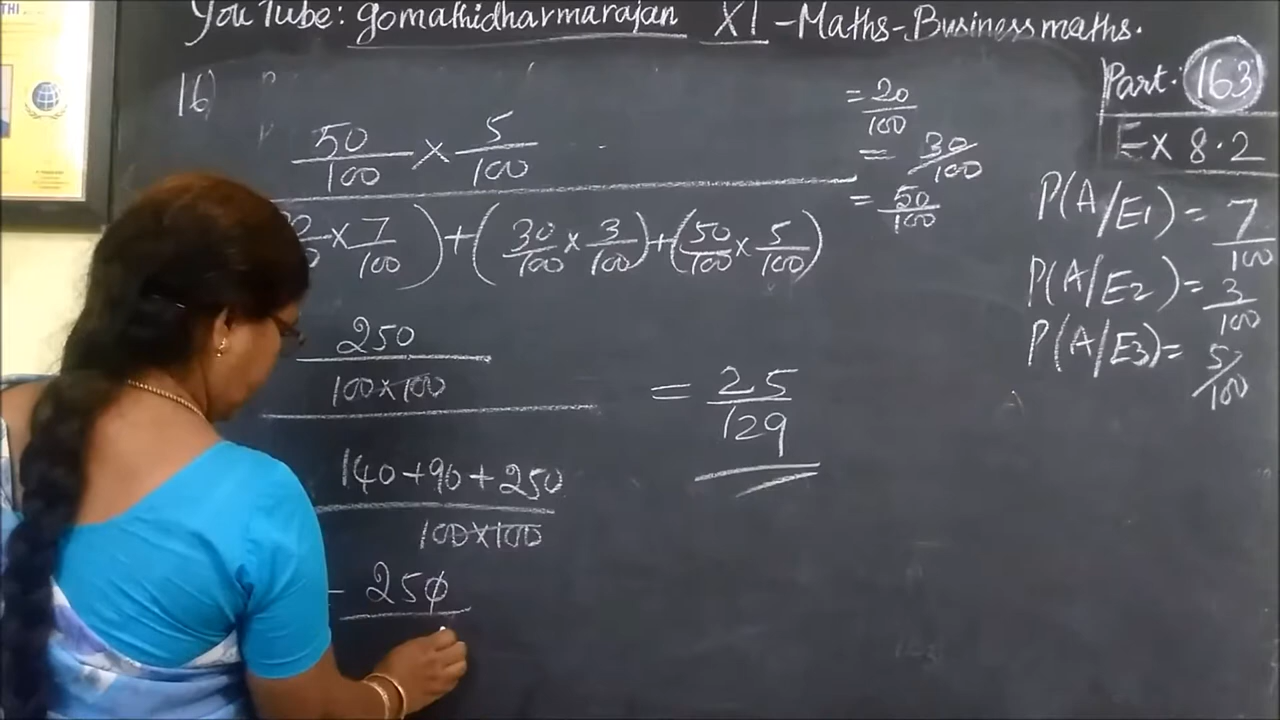 THI
YouTube: gomathidharmarajan XI - Maths - Business maths.
Part: 163
Ex 8.2
16)
50/100 × 5/100
= 20/100
= 30/100
= 50/100
× 7/100) + (30/100 × 3/100) + (50/100 × 5/100)
P(A/E1) = 7/100
P(A/E2) = 3/100
P(A/E3) = 5/100
250
100×100
= 25/129
140+90+250
100×100
250